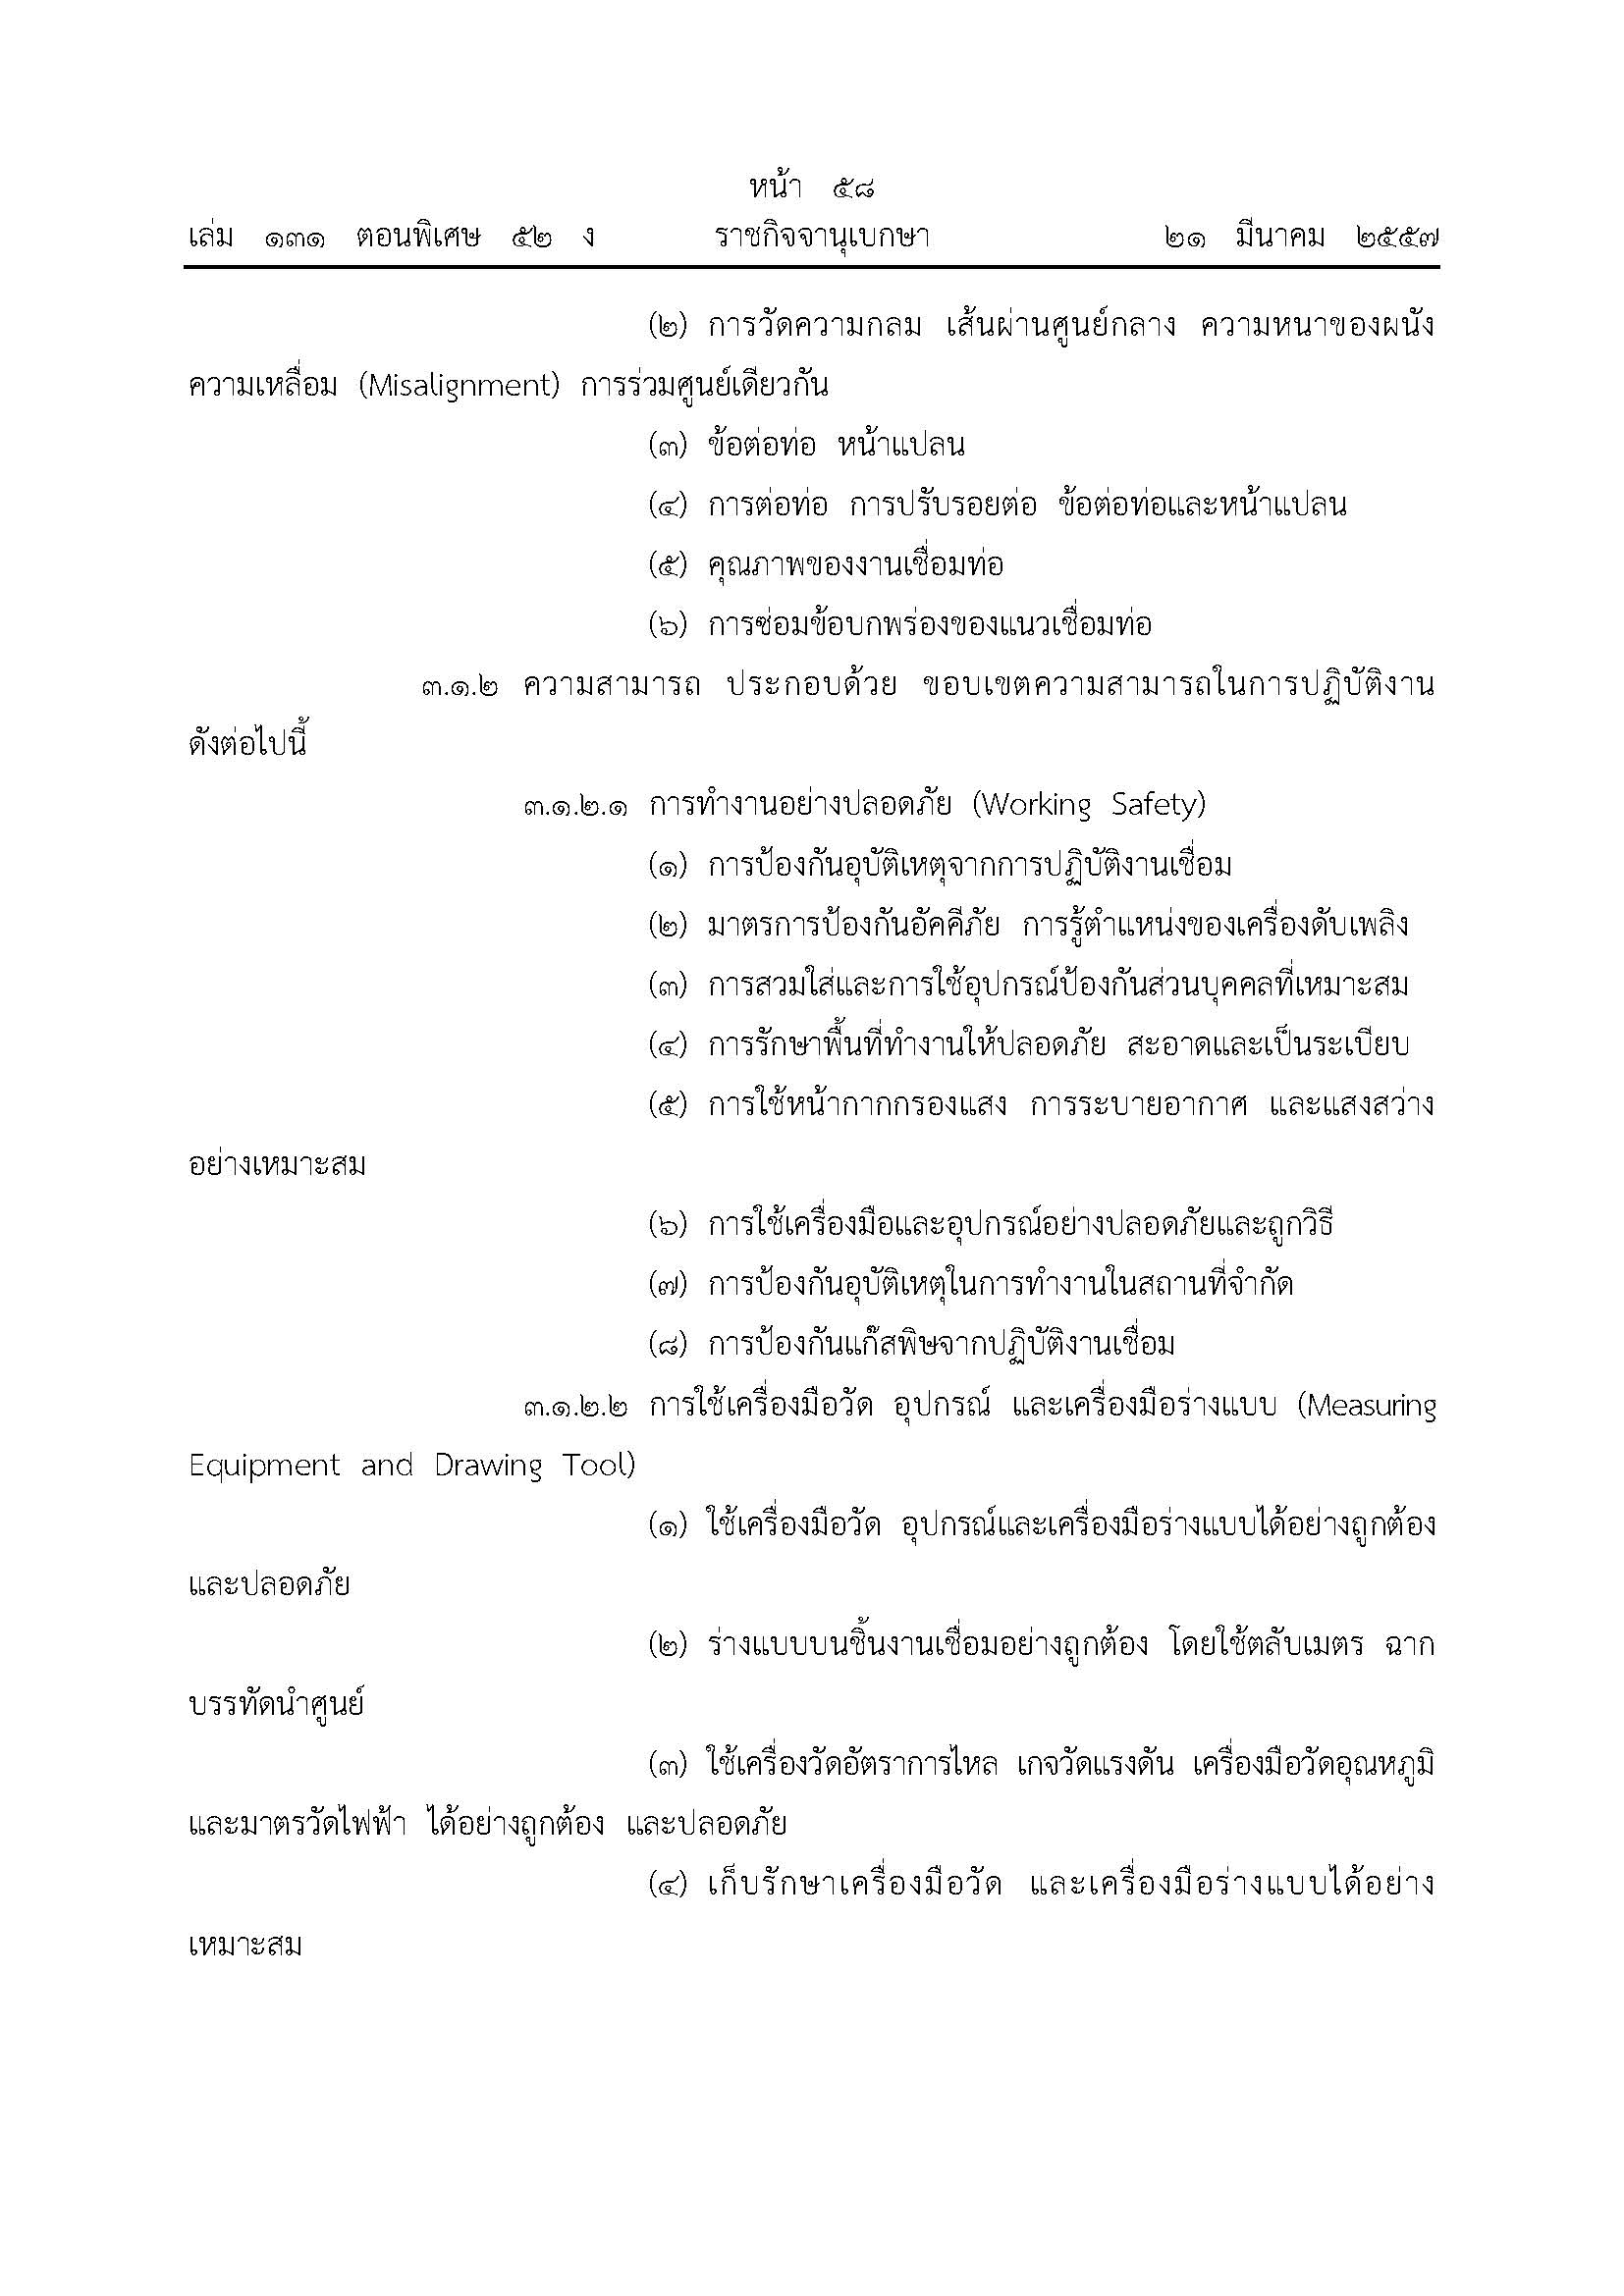 หน้า ๕๘
เล่ม ๑๓๑ ตอนพิเศษ ๕๒ ง ราชกิจจานุเบกษา ๒๑ มีนาคม ๒๕๕๗
(๒) การวัดความกลม เส้นผ่านศูนย์กลาง ความหนาของผนัง
ความเหลื่อม (Misalignment) การร่วมศูนย์เดียวกัน
(๓) ข้อต่อท่อ หน้าแปลน
(๔) การต่อท่อ การปรับรอยต่อ ข้อต่อท่อและหน้าแปลน
(๕) คุณภาพของงานเชื่อมท่อ
(๖) การซ่อมข้อบกพร่องของแนวเชื่อมท่อ
๓.๑.๒ ความสามารถ ประกอบด้วย ขอบเขตความสามารถในการปฏิบัติงาน
ดังต่อไปนี้
๓.๑.๒.๑ การทำงานอย่างปลอดภัย (Working Safety)
(๑) การป้องกันอุบัติเหตุจากการปฏิบัติงานเชื่อม
(๒) มาตรการป้องกันอัคคีภัย การรู้ตำแหน่งของเครื่องดับเพลิง
(๓) การสวมใส่และการใช้อุปกรณ์ป้องกันส่วนบุคคลที่เหมาะสม
(๔) การรักษาพื้นที่ทำงานให้ปลอดภัย สะอาดและเป็นระเบียบ
(๕) การใช้หน้ากากกรองแสง การระบายอากาศ และแสงสว่าง
อย่างเหมาะสม
(๖) การใช้เครื่องมือและอุปกรณ์อย่างปลอดภัยและถูกวิธี
(๗) การป้องกันอุบัติเหตุในการทำงานในสถานที่จำกัด
(๘) การป้องกันแก๊สพิษจากปฏิบัติงานเชื่อม
๓.๑.๒.๒ การใช้เครื่องมือวัด อุปกรณ์ และเครื่องมือร่างแบบ (Measuring
Equipment and Drawing Tool)
(๑) ใช้เครื่องมือวัด อุปกรณ์และเครื่องมือร่างแบบได้อย่างถูกต้อง
และปลอดภัย
(๒) ร่างแบบบนชิ้นงานเชื่อมอย่างถูกต้อง โดยใช้ตลับเมตร ฉาก
บรรทัดนำศูนย์
(๓) ใช้เครื่องวัดอัตราการไหล เกจวัดแรงดัน เครื่องมือวัดอุณหภูมิ
และมาตรวัดไฟฟ้า ได้อย่างถูกต้อง และปลอดภัย
(๔) เก็บรักษาเครื่องมือวัด และเครื่องมือร่างแบบได้อย่าง
เหมาะสม